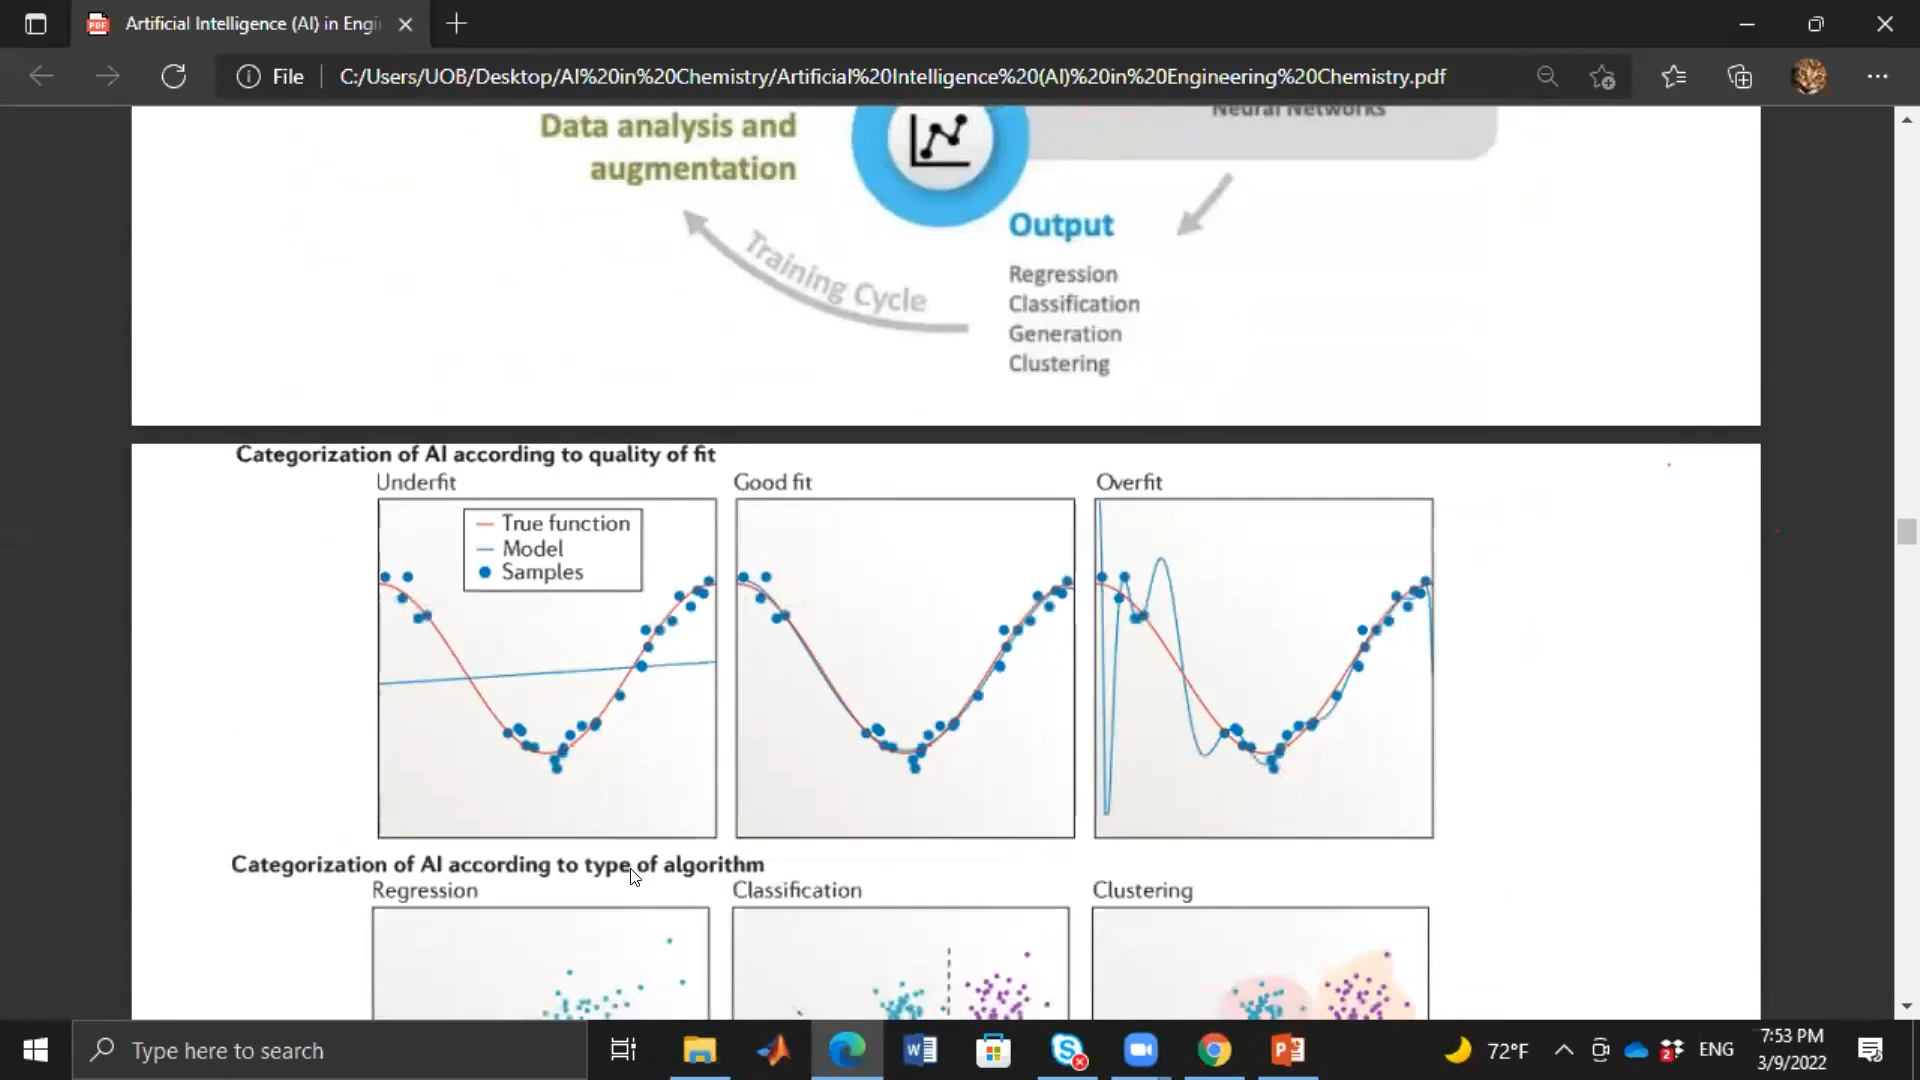 Artificial Intelligence (AI) in Engi
File
C:/Users/UOB/Desktop/AI%20in%20Chemistry/Artificial%20Intelligence%20(AI)%20in%20Engineering%20Chemistry.pdf
Neural Networks
Data analysis and
augmentation
Output
Training Cycle
Regression
Classification
Generation
Clustering
Categorization of AI according to quality of fit
Underfit
Good fit
Overfit
True function
Model
Samples
Categorization of AI according to type of algorithm
Regression
Classification
Clustering
Type here to search
72°F
ENG
7:53 PM
3/9/2022